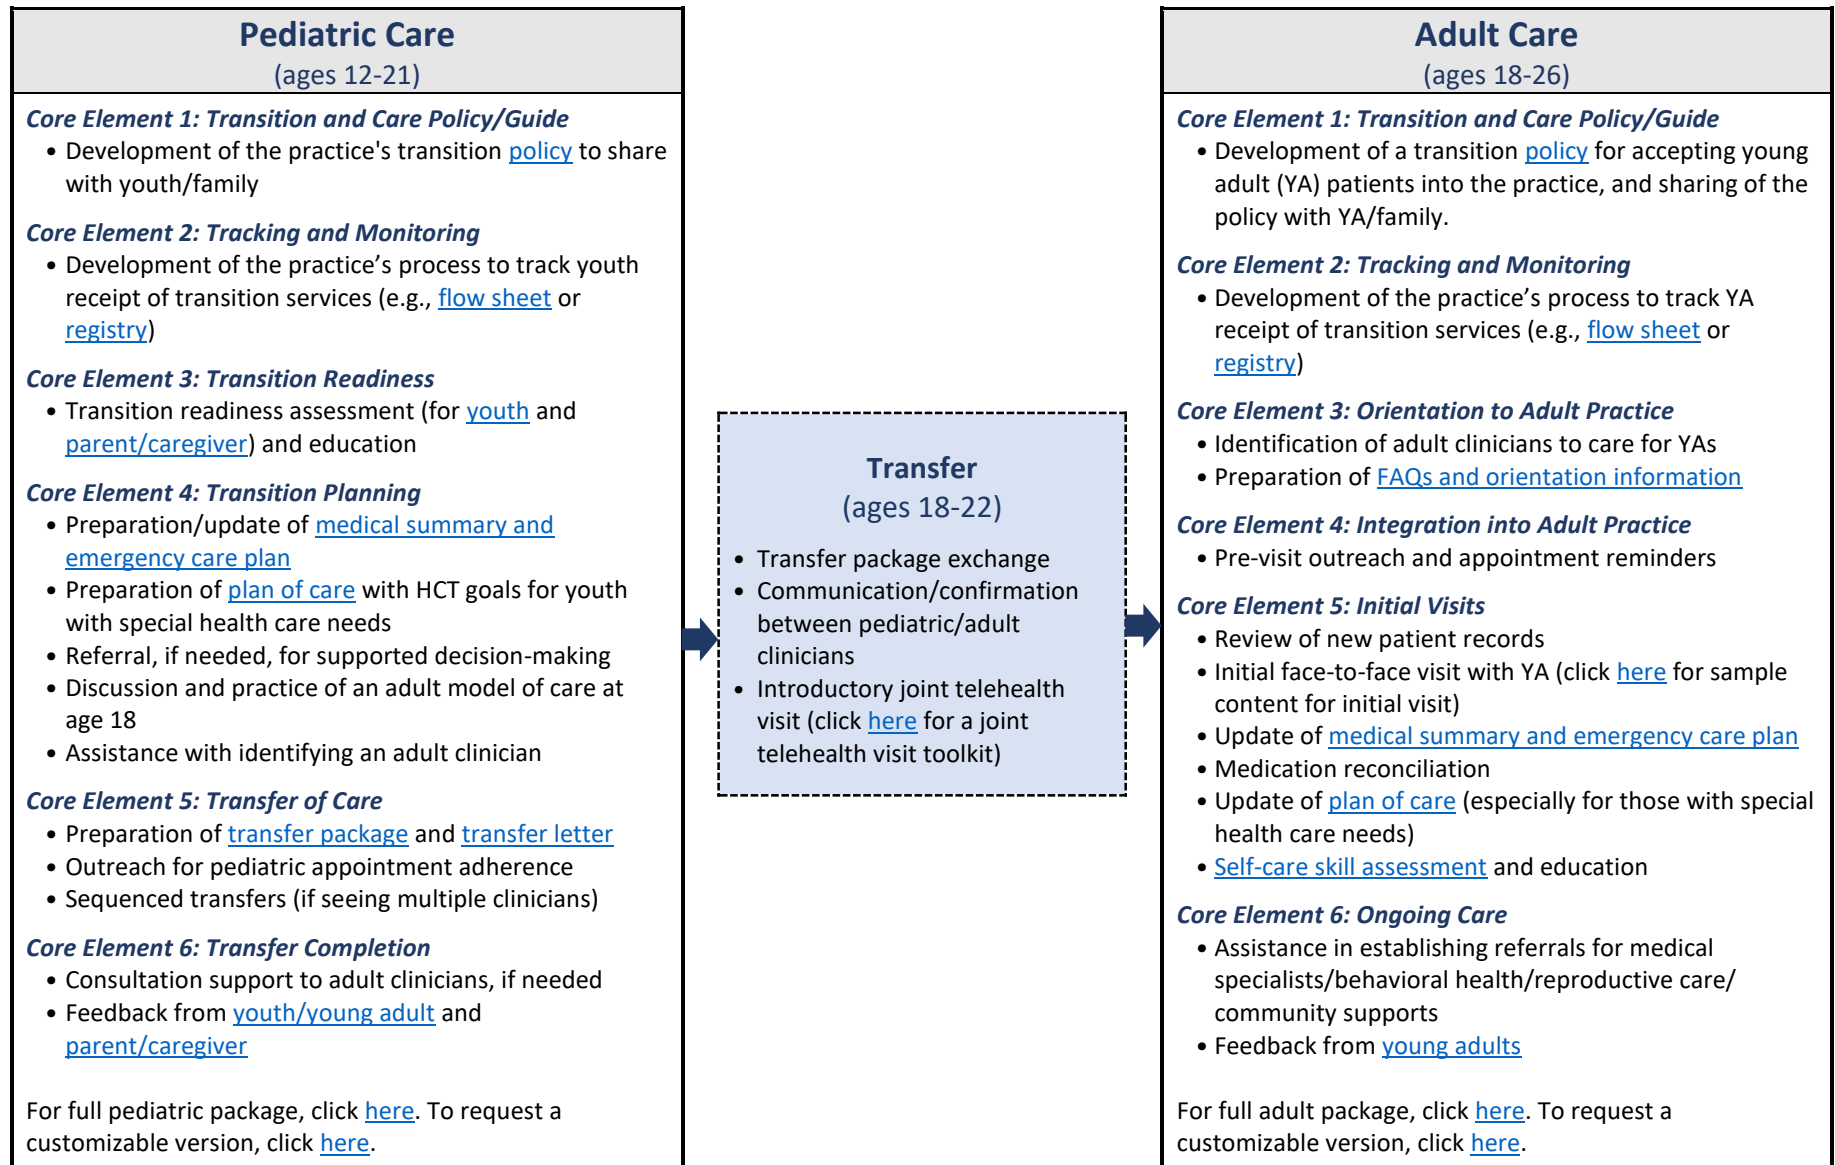 Pediatric Care
(ages 12-21)
Core Element 1: Transition and Care Policy/Guide
• Development of the practice's transition policy to share
with youth/family
Core Element 2: Tracking and Monitoring
• Development of the practice’s process to track youth
receipt of transition services (e.g., flow sheet or
registry)
Core Element 3: Transition Readiness
• Transition readiness assessment (for youth and
parent/caregiver) and education
Core Element 4: Transition Planning
• Preparation/update of medical summary and
emergency care plan
• Preparation of plan of care with HCT goals for youth
with special health care needs
• Referral, if needed, for supported decision-making
• Discussion and practice of an adult model of care at
age 18
• Assistance with identifying an adult clinician
Core Element 5: Transfer of Care
• Preparation of transfer package and transfer letter
• Outreach for pediatric appointment adherence
• Sequenced transfers (if seeing multiple clinicians)
Core Element 6: Transfer Completion
• Consultation support to adult clinicians, if needed
• Feedback from youth/young adult and
parent/caregiver
For full pediatric package, click here. To request a
customizable version, click here.
Transfer
(ages 18-22)
• Transfer package exchange
• Communication/confirmation
between pediatric/adult
clinicians
• Introductory joint telehealth
visit (click here for a joint
telehealth visit toolkit)
Adult Care
(ages 18-26)
Core Element 1: Transition and Care Policy/Guide
• Development of a transition policy for accepting young
adult (YA) patients into the practice, and sharing of the
policy with YA/family.
Core Element 2: Tracking and Monitoring
• Development of the practice’s process to track YA
receipt of transition services (e.g., flow sheet or
registry)
Core Element 3: Orientation to Adult Practice
• Identification of adult clinicians to care for YAs
• Preparation of FAQs and orientation information
Core Element 4: Integration into Adult Practice
• Pre-visit outreach and appointment reminders
Core Element 5: Initial Visits
• Review of new patient records
• Initial face-to-face visit with YA (click here for sample
content for initial visit)
• Update of medical summary and emergency care plan
• Medication reconciliation
• Update of plan of care (especially for those with special
health care needs)
• Self-care skill assessment and education
Core Element 6: Ongoing Care
• Assistance in establishing referrals for medical
specialists/behavioral health/reproductive care/
community supports
• Feedback from young adults
For full adult package, click here. To request a
customizable version, click here.